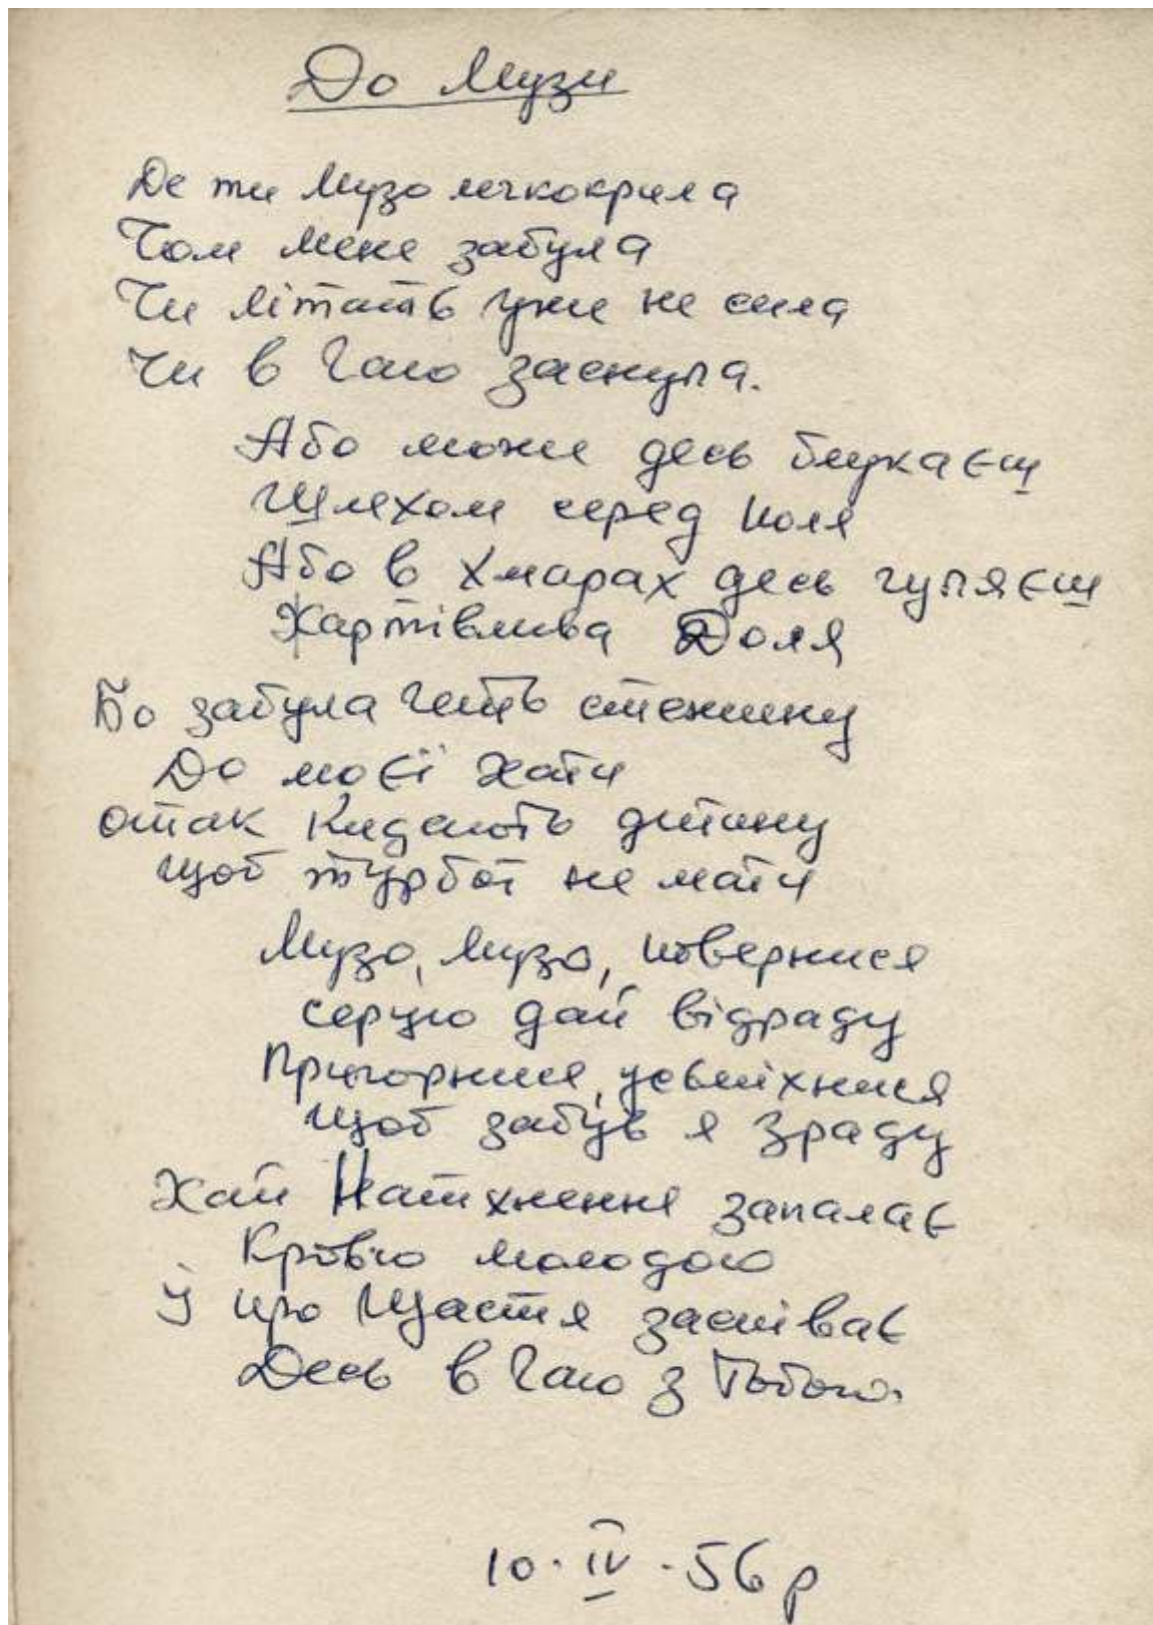 До Музи
Де ти Музо легкокрила
Чом мене забула
Чи літать уже не сила
Чи в Гаю заснула.
Або може десь блукаєш
Шляхом серед поля
Або в хмарах десь гуляєш
Жартівлива Доля
Бо забула геть стежину
До моєї хати
отак кидають дитину
щоб турбот не мати
Музо, Музо, повернися
серцю дай відраду
Пригорнися, усміхнися
щоб забув я Зраду
Хай Натхнення запалає
Кров'ю молодою
Й про Щастя заспіває
Десь в Гаю з Тобою.
10.IV.56р